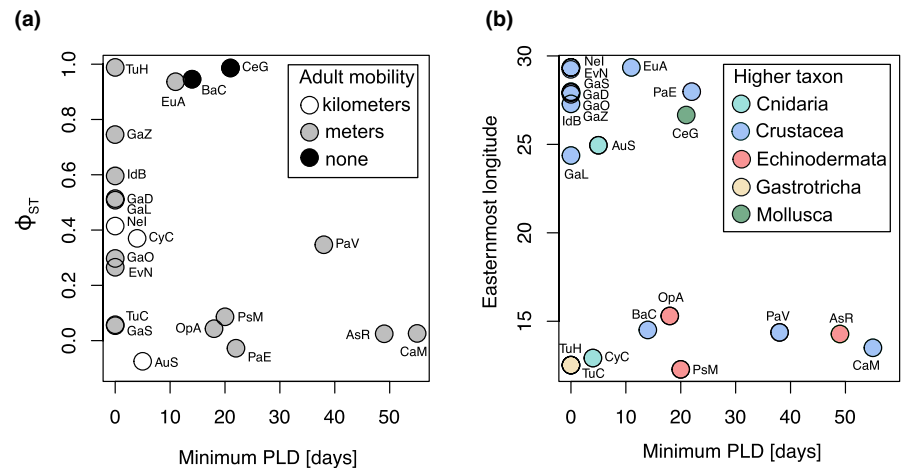 (a)
Adult mobility
kilometers
meters
none
TuH
EuA
BaC
CeG
GaZ
IdB
GaD
GaL
NeI
CyC
GaO
EvN
PaV
TuC
GaS
OpA
PsM
PaE
AuS
AsR
CaM
1.0
0.8
0.6
0.4
0.2
0.0
ΦST
0 10 20 30 40 50
Minimum PLD [days]
(b)
Higher taxon
Cnidaria
Crustacea
Echinodermata
Gastrotricha
Mollusca
NeI
EvN
GaS
GaD
GaO
GaZ
IdB
EuA
PaE
CeG
AuS
GaL
OpA
BaC
PaV
AsR
CaM
TuH
TuC
CyC
PsM
30
25
20
15
Easternmost longitude
0 10 20 30 40 50
Minimum PLD [days]